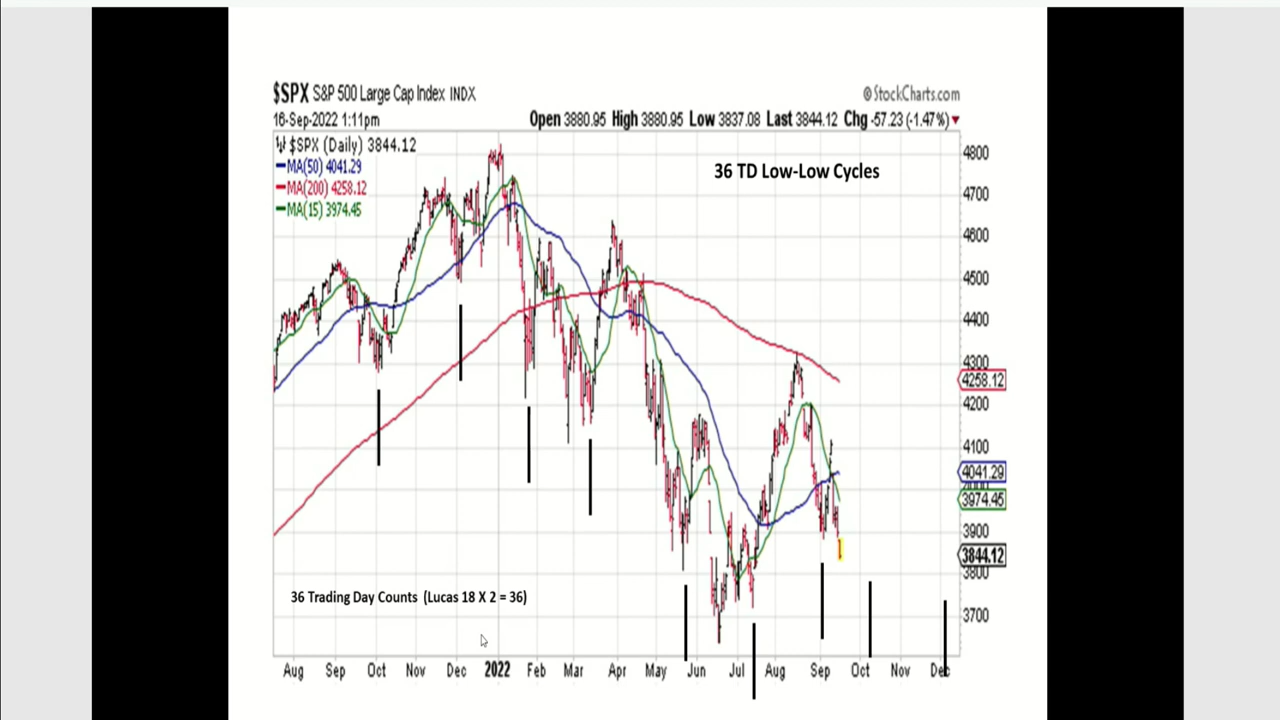 $SPX S&P 500 Large Cap Index INDX
© StockCharts.com
16-Sep-2022 1:11pm
Open 3880.95 High 3880.95 Low 3837.08 Last 3844.12 Chg -57.23 (-1.47%)
$SPX (Daily) 3844.12
MA(50) 4041.29
MA(200) 4258.12
MA(15) 3974.45
36 TD Low-Low Cycles
4800
4700
4600
4500
4400
4300
4258.12
4200
4100
4041.29
4000
3974.45
3900
3844.12
3800
3700
36 Trading Day Counts (Lucas 18 X 2 = 36)
Aug Sep Oct Nov Dec 2022 Feb Mar Apr May Jun Jul Aug Sep Oct Nov Dec